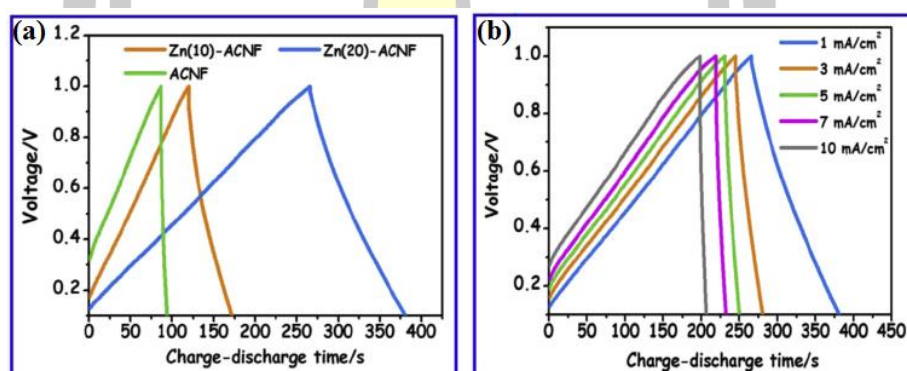 (a)
1.2
1.0
0.8
0.6
0.4
0.2
Voltage/V
Zn(10)-ACNF
Zn(20)-ACNF
ACNF
0 50 100 150 200 250 300 350 400
Charge-discharge time/s
(b)
1.0
0.8
0.6
0.4
0.2
Voltage/V
1 mA/cm²
3 mA/cm²
5 mA/cm²
7 mA/cm²
10 mA/cm²
0 50 100 150 200 250 300 350 400 450
Charge-discharge time/s